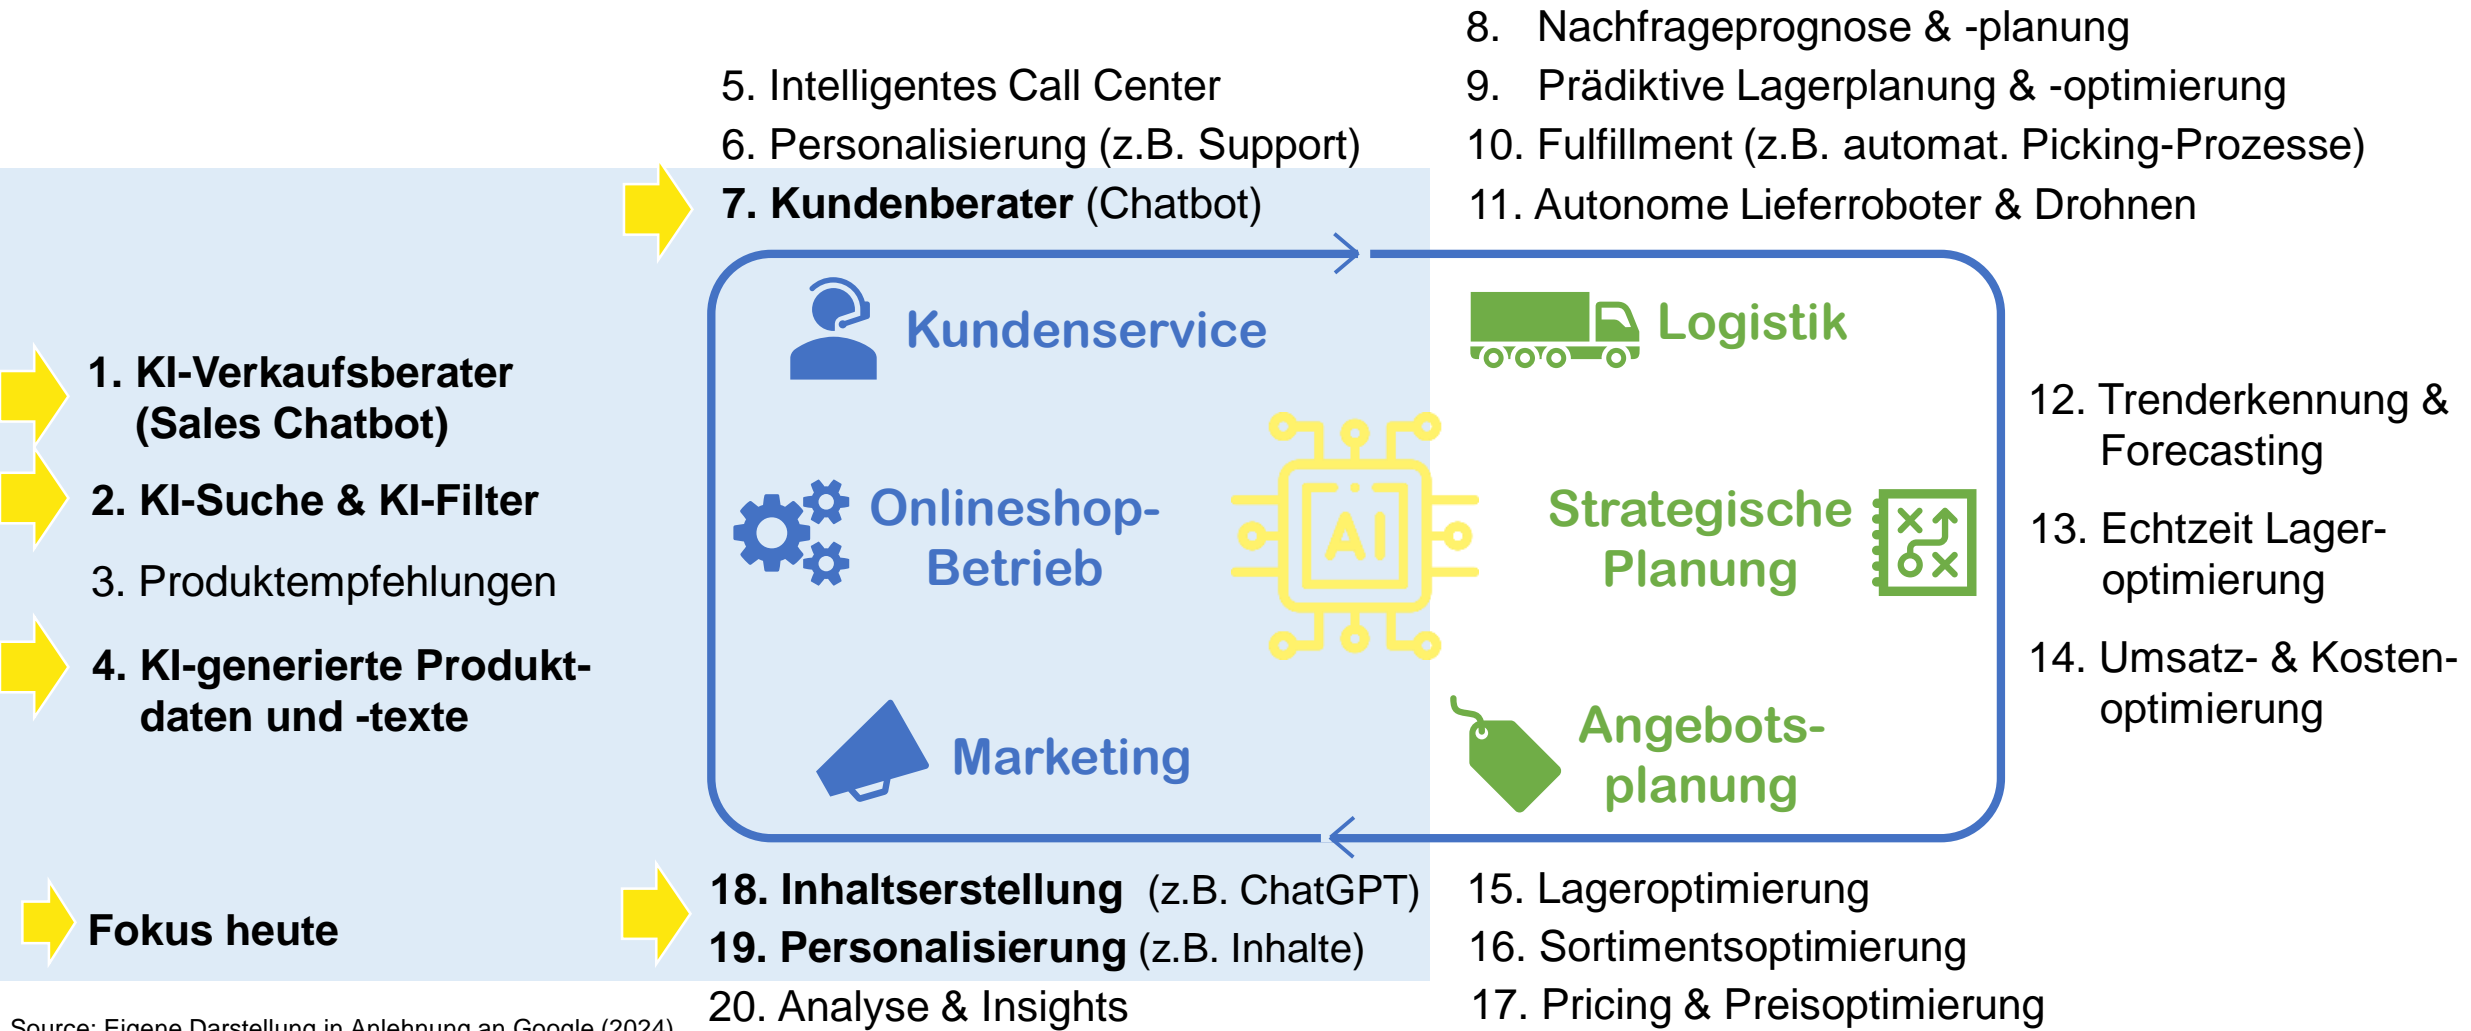 8. Nachfrageprognose & -planung
9. Prädiktive Lagerplanung & -optimierung
10. Fulfillment (z.B. automat. Picking-Prozesse)
11. Autonome Lieferroboter & Drohnen
5. Intelligentes Call Center
6. Personalisierung (z.B. Support)
7. Kundenberater (Chatbot)
1. KI-Verkaufsberater
(Sales Chatbot)
2. KI-Suche & KI-Filter
3. Produktempfehlungen
4. KI-generierte Produkt-
daten und -texte
Fokus heute
Kundenservice
Onlineshop-
Betrieb
Marketing
AI
Logistik
Strategische
Planung
Angebots-
planung
12. Trenderkennung &
Forecasting
13. Echtzeit Lager-
optimierung
14. Umsatz- & Kosten-
optimierung
18. Inhaltserstellung (z.B. ChatGPT)
19. Personalisierung (z.B. Inhalte)
20. Analyse & Insights
15. Lageroptimierung
16. Sortimentsoptimierung
17. Pricing & Preisoptimierung
Source: Eigene Darstellung in Anlehnung an Google (2024)